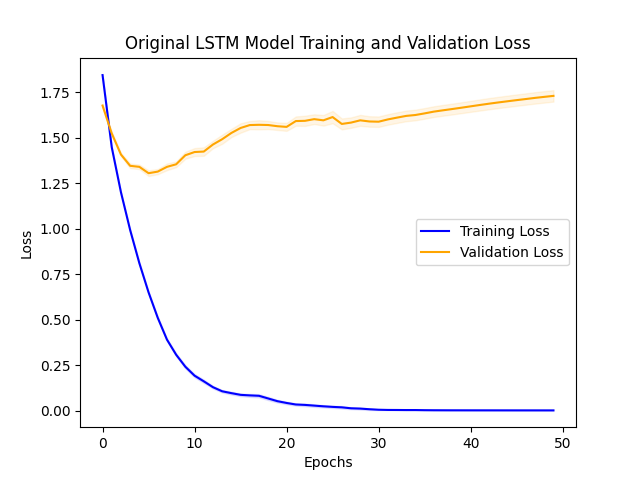 Original LSTM Model Training and Validation Loss
1.75
1.50
1.25
1.00
0.75
0.50
0.25
0.00
Loss
Training Loss
Validation Loss
0 10 20 30 40 50
Epochs